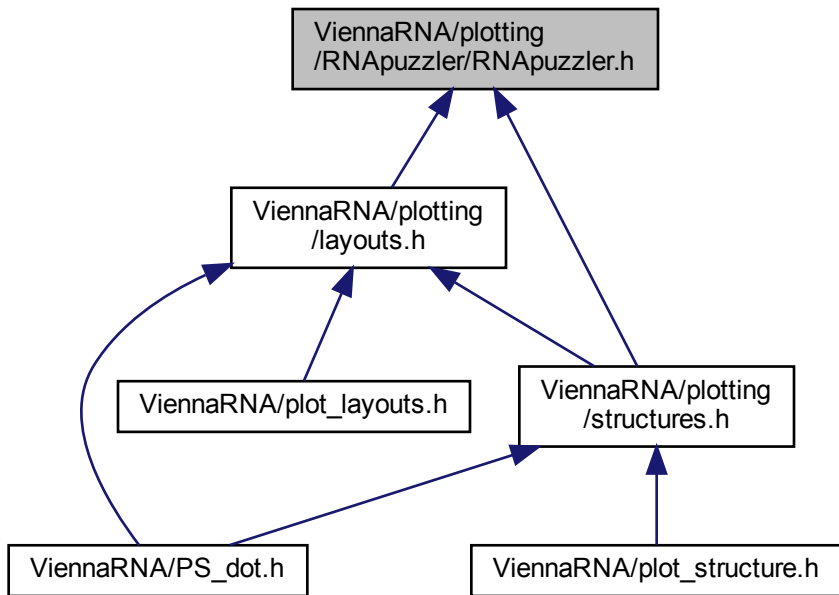 ViennaRNA/plotting
/RNApuzzler/RNApuzzler.h
ViennaRNA/plotting
/layouts.h
ViennaRNA/plot_layouts.h
ViennaRNA/plotting
/structures.h
ViennaRNA/PS_dot.h
ViennaRNA/plot_structure.h